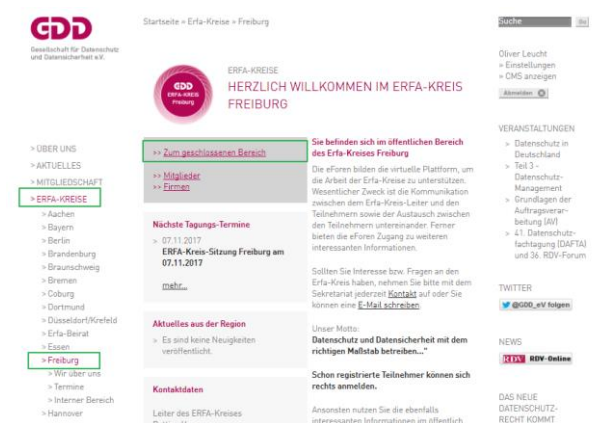 GDD
Gesellschaft für Datenschutz
und Datensicherheit e.V.
Startseite » Erfa-Kreise » Freiburg
GDD
ERFA-KREIS
Freiburg
ERFA-KREISE
HERZLICH WILLKOMMEN IM ERFA-KREIS
FREIBURG
> ÜBER UNS
> AKTUELLES
> MITGLIEDSCHAFT
> ERFA-KREISE
> Aachen
> Bayern
> Berlin
> Brandenburg
> Braunschweig
> Bremen
> Coburg
> Dortmund
> Düsseldorf/Krefeld
> Erfa-Beirat
> Essen
> Freiburg
> Wir über uns
> Termine
> Interner Bereich
> Hannover
>> Zum geschlossenen Bereich
>> Mitglieder
>> Firmen
Nächste Tagungs-Termine
> 07.11.2017
ERFA-Kreis-Sitzung Freiburg am
07.11.2017
mehr...
Aktuelles aus der Region
> Es sind keine Neuigkeiten
veröffentlicht.
Kontaktdaten
Leiter des ERFA-Kreises
Sie befinden sich im öffentlichen Bereich
des Erfa-Kreises Freiburg
Die eForen bilden die virtuelle Plattform, um
die Arbeit der Erfa-Kreise zu unterstützen.
Wesentlicher Zweck ist die Kommunikation
zwischen dem Erfa-Kreis-Leiter und den
Teilnehmern sowie der Austausch zwischen
den Teilnehmern untereinander. Ferner
bieten die eForen Zugang zu weiteren
interessanten Informationen.
Sollten Sie Interesse bzw. Fragen an den
Erfa-Kreis haben, nehmen Sie bitte mit dem
Sekretariat jederzeit Kontakt auf oder Sie
können eine E-Mail schreiben.
Unser Motto:
Datenschutz und Datensicherheit mit dem
richtigen Maßstab betreiben..."
Schon registrierte Teilnehmer können sich
rechts anmelden.
Ansonsten nutzen Sie die ebenfalls
interessanten Informationen im öffentlich
Suche
Go
Oliver Leucht
» Einstellungen
» CMS anzeigen
Abmelden
VERANSTALTUNGEN
> Datenschutz in
Deutschland
> Teil 3 -
Datenschutz-
Management
> Grundlagen der
Auftragsverar-
beitung (AV)
> 41. Datenschutz-
fachtagung (DAFTA)
und 36. RDV-Forum
TWITTER
@GDD_eV folgen
NEWS
RDV RDV-Online
DAS NEUE
DATENSCHUTZ-
RECHT KOMMT